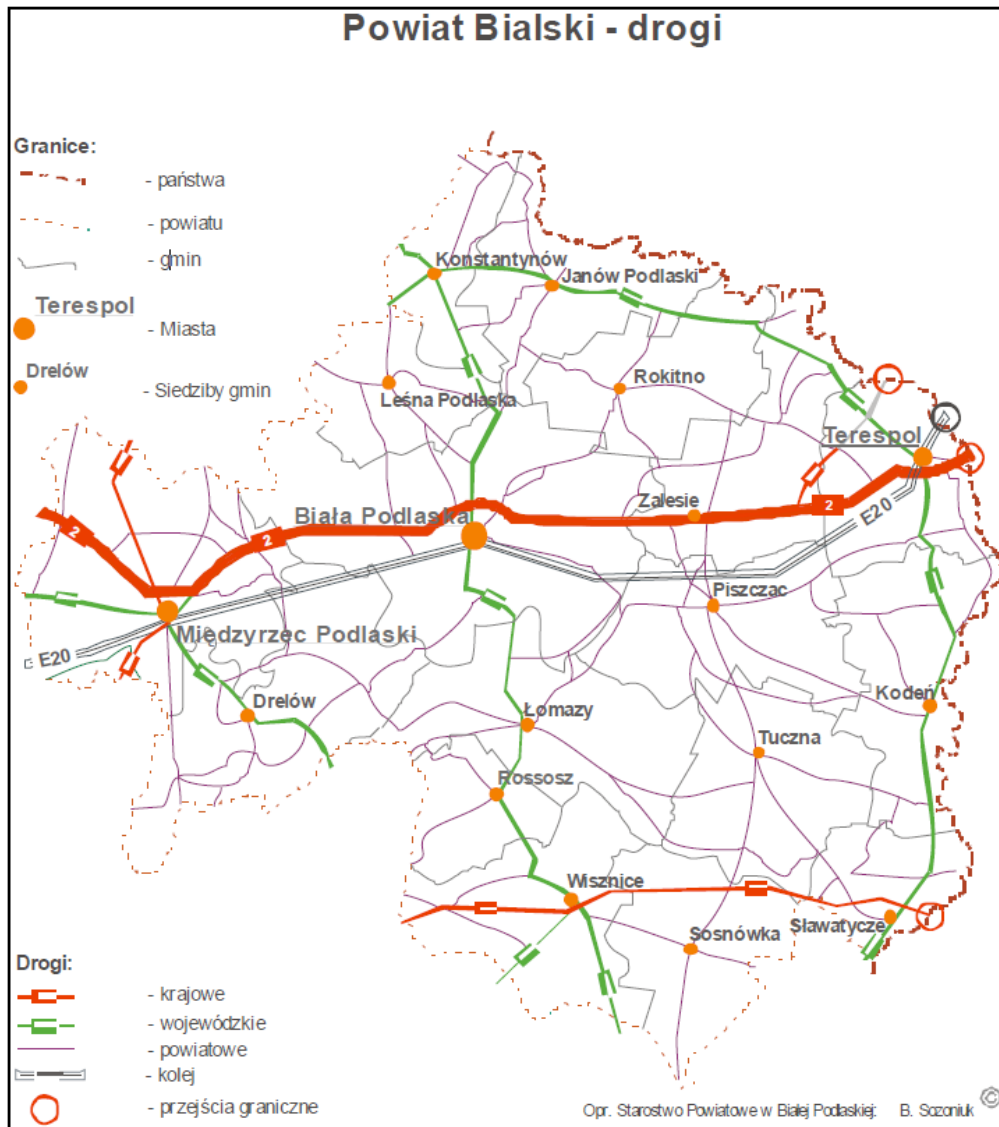 Powiat Bialski - drogi
Granice:
- państwa
- powiatu
- gmin
Terespol
- Miasta
Drelów
- Siedziby gmin
Konstantynów
Janów Podlaski
Rokitno
Leśna Podlaska
Terespol
Zalesie
2
Biała Podlaska
2
2
E20
Piszczac
Międzyrzec Podlaski
E20
Drelów
Łomazy
Kodeń
Tuczna
Rossosz
Wisznice
Sławatycze
Sosnówka
Drogi:
- krajowe
- wojewódzkie
- powiatowe
- kolej
- przejścia graniczne
Opr. Starostwo Powiatowe w Białej Podlaskiej: B. Sozoniuk ©